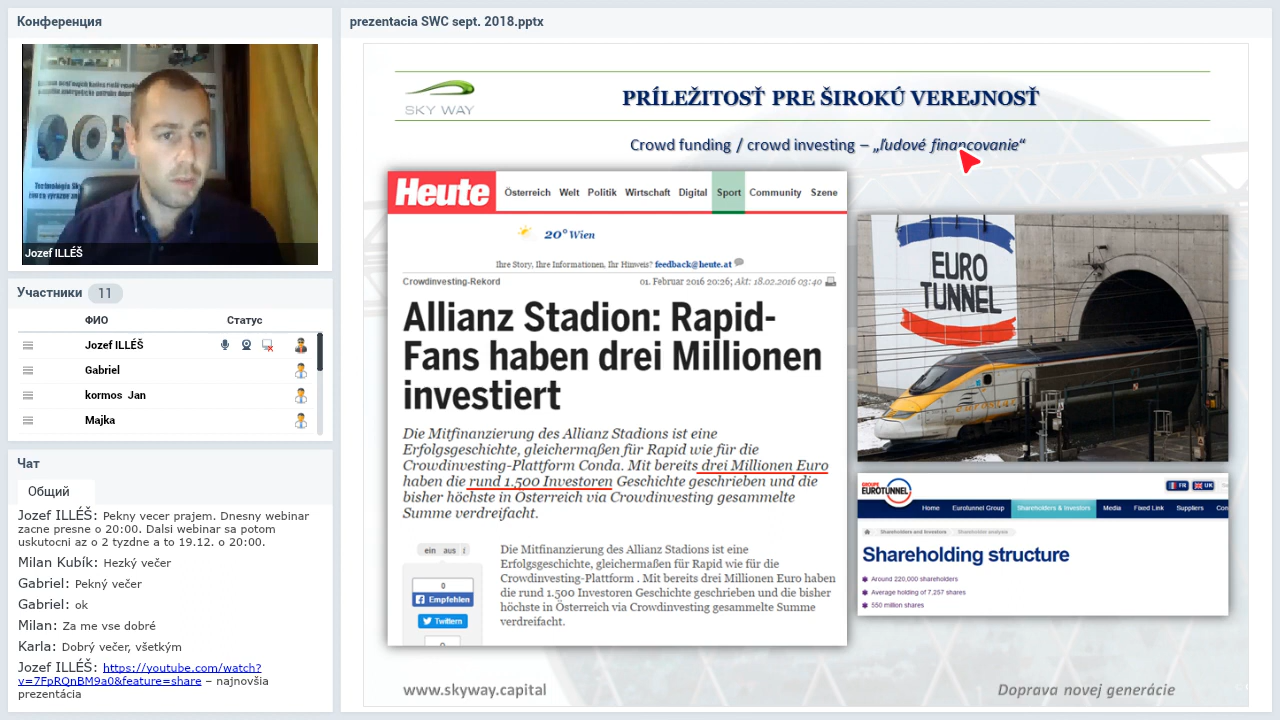 Конференция
Jozef ILLÉŠ
Участники 11
ФИО Статус
Jozef ILLÉŠ
Gabriel
kormos Jan
Majka
Чат
Общий
Jozef ILLÉŠ: Pekny vecer prajem. Dnesny webinar
zacne presne o 20:00. Dalsi webinar sa potom
uskutocni az o 2 tyzdne a to 12.12. o 20:00.
Milan Kubík: Hezký večer
Gabriel: Pekný večer
Gabriel: ok
Milan: Za me vse dobré
Karla: Dobrý večer, všetkým
Jozef ILLÉŠ: https://youtube.com/watch?
v=7FpRQnBM9a0&feature=share – najnovšia
prezentácia
prezentacia SWC sept. 2018.pptx
SKY WAY
PRÍLEŽITOSŤ PRE ŠIROKÚ VEREJNOSŤ
Crowd funding / crowd investing – „ľudové financovanie“
Heute
Österreich Welt Politik Wirtschaft Digital Sport Community Szene
20° Wien
Ihre Story, Ihre Informationen, Ihr Hinweis? feedback@heute.at
Crowdinvesting-Rekord 01. Februar 2016 20:26; Akt: 18.02.2016 03:40
Allianz Stadion: Rapid-
Fans haben drei Millionen
investiert
Die Mitfinanzierung des Allianz Stadions ist eine
Erfolgsgeschichte, gleichermaßen für Rapid wie für die
Crowdinvesting-Plattform Conda. Mit bereits drei Millionen Euro
haben die rund 1.500 Investoren Geschichte geschrieben und die
bisher höchste in Österreich via Crowdinvesting gesammelte
Summe verdreifacht.
ein aus
0
Empfehlen
Twittern
0
Die Mitfinanzierung des Allianz Stadions ist eine
Erfolgsgeschichte, gleichermaßen für Rapid wie für die
Crowdinvesting-Plattform . Mit bereits drei Millionen Euro haben
die rund 1.500 Investoren Geschichte geschrieben und die bisher
höchste in Österreich via Crowdinvesting gesammelte Summe
verdreifacht.
EURO
TUNNEL
eurostar
GROUPE
EUROTUNNEL
FR UK
Home Eurotunnel Group Shareholders & Investors Media Fixed Link Suppliers Con
Shareholders and Investors Shareholder analysis
Shareholding structure
Around 220,000 shareholders
Average holding of 7,257 shares
550 million shares
www.skyway.capital
Doprava novej generácie